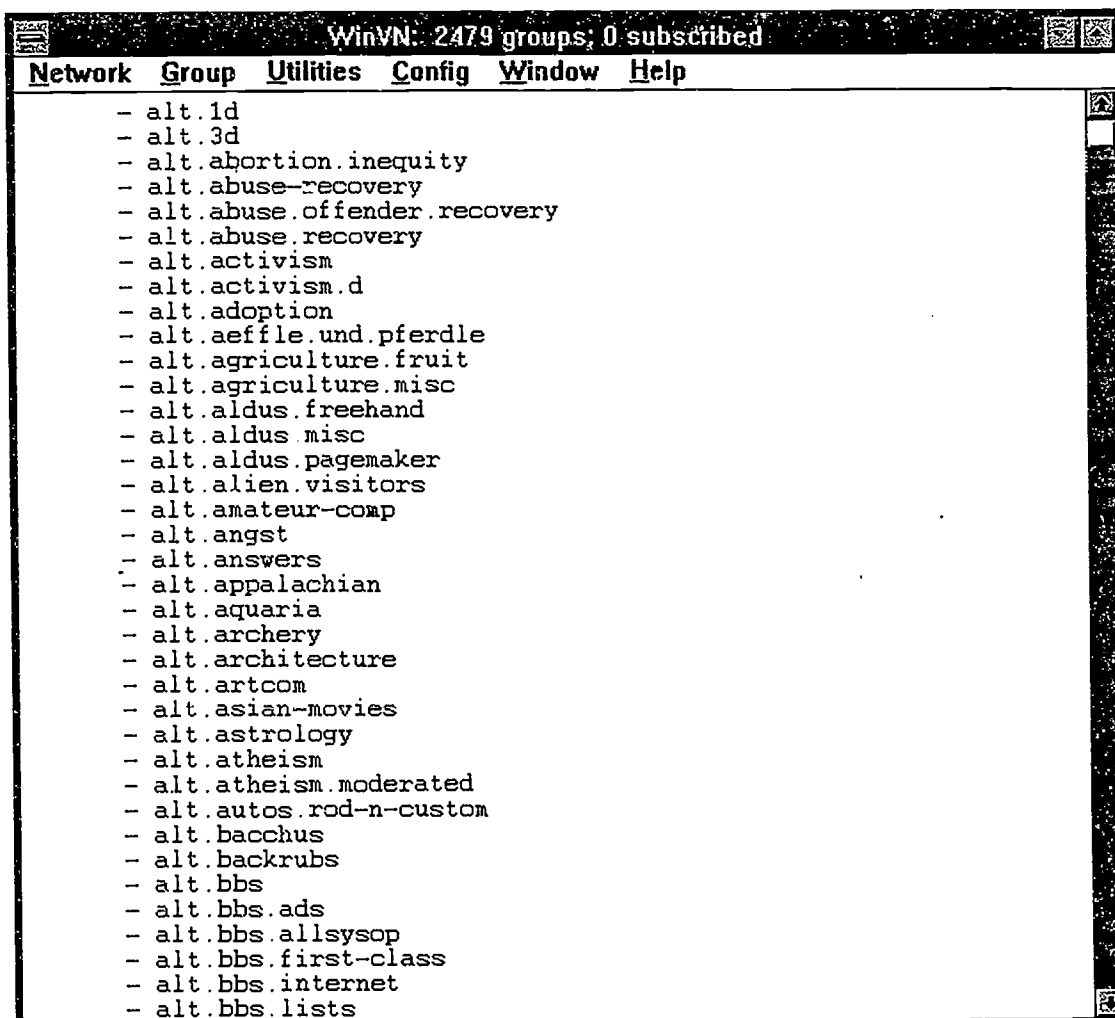 WinVN: 2479 groups; 0 subscribed
Network Group Utilities Config Window Help
- alt.1d
- alt.3d
- alt.abortion.inequity
- alt.abuse-recovery
- alt.abuse.offender.recovery
- alt.abuse.recovery
- alt.activism
- alt.activism.d
- alt.adoption
- alt.aeffle.und.pferdle
- alt.agriculture.fruit
- alt.agriculture.misc
- alt.aldus.freehand
- alt.aldus.misc
- alt.aldus.pagemaker
- alt.alien.visitors
- alt.amateur-comp
- alt.angst
- alt.answers
- alt.appalachian
- alt.aquaria
- alt.archery
- alt.architecture
- alt.artcom
- alt.asian-movies
- alt.astrology
- alt.atheism
- alt.atheism.moderated
- alt.autos.rod-n-custom
- alt.bacchus
- alt.backrubs
- alt.bbs
- alt.bbs.ads
- alt.bbs.allsysop
- alt.bbs.first-class
- alt.bbs.internet
- alt.bbs.lists